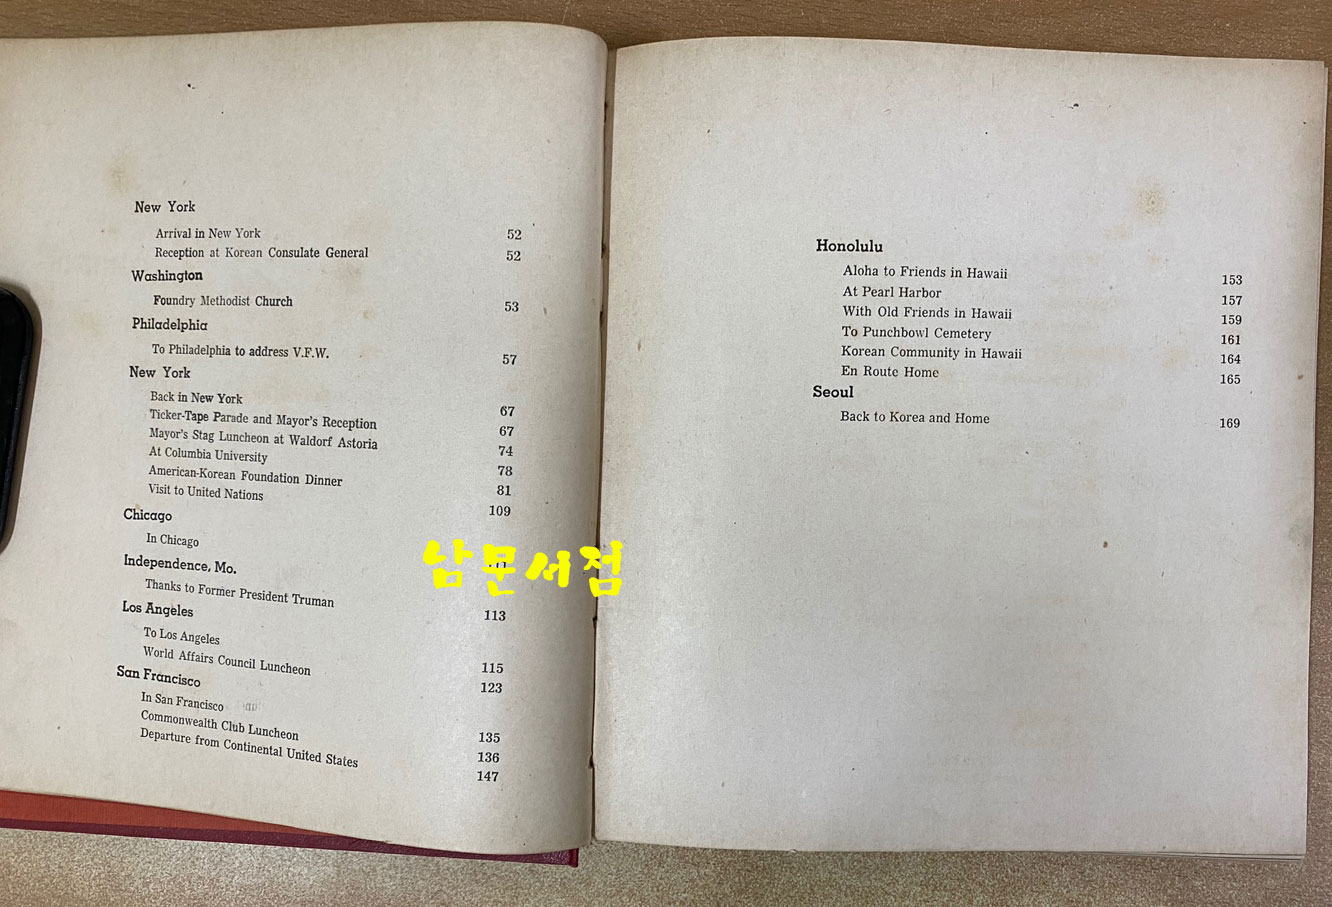 New York
Arrival in New York 52
Reception at Korean Consulate General 52
Washington
Foundry Methodist Church 53
Philadelphia
To Philadelphia to address V.F.W. 57
New York
Back in New York 67
Ticker-Tape Parade and Mayor's Reception 67
Mayor's Stag Luncheon at Waldorf Astoria 74
At Columbia University 78
American-Korean Foundation Dinner 81
Visit to United Nations 109
Chicago
In Chicago
Independence, Mo.
Thanks to Former President Truman 113
Los Angeles
To Los Angeles 115
World Affairs Council Luncheon 123
San Francisco
In San Francisco 135
Commonwealth Club Luncheon 136
Departure from Continental United States 147
남문서점
Honolulu
Aloha to Friends in Hawaii 153
At Pearl Harbor 157
With Old Friends in Hawaii 159
To Punchbowl Cemetery 161
Korean Community in Hawaii 164
En Route Home 165
Seoul
Back to Korea and Home 169